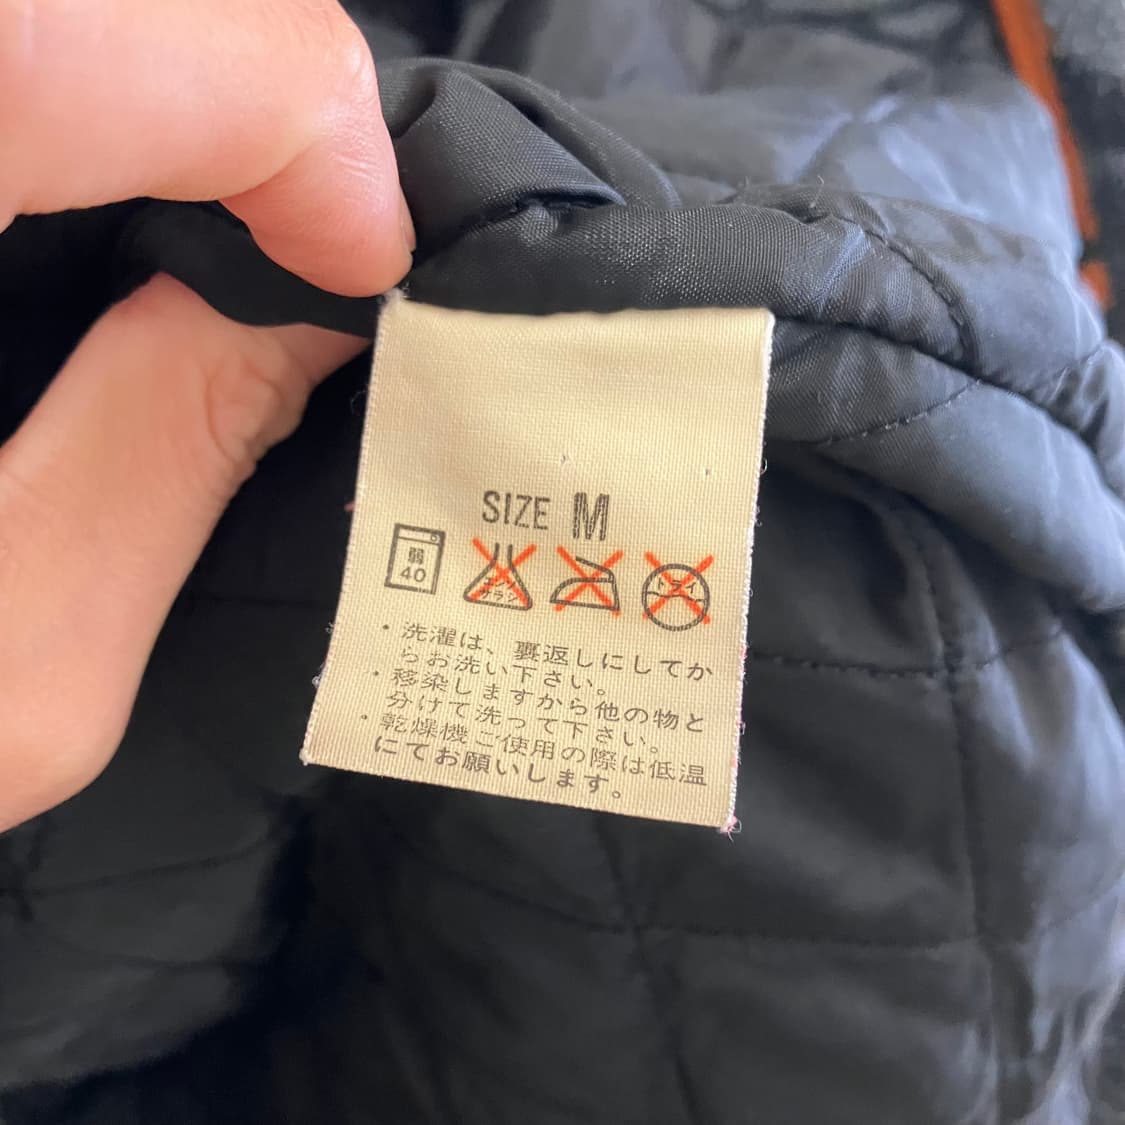 SIZE M
弱
40
エンソ
サラシ
ドライ
・洗濯は、裏返しにしてか
らお洗い下さい。
・移染しますから他の物と
分けて洗って下さい。
・乾燥機ご使用の際は低温
にてお願いします。